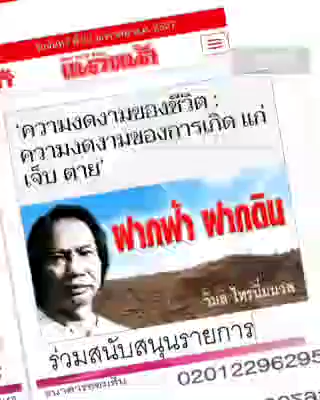 'ความงดงามของชีวิต :
ความงดงามของการเกิด แก่
เจ็บ ตาย'
ฝากฟ้า ฝากดิน
วิมล ไทรนิ่มนวล
ร่วมสนับสนุนรายการ
02012296295